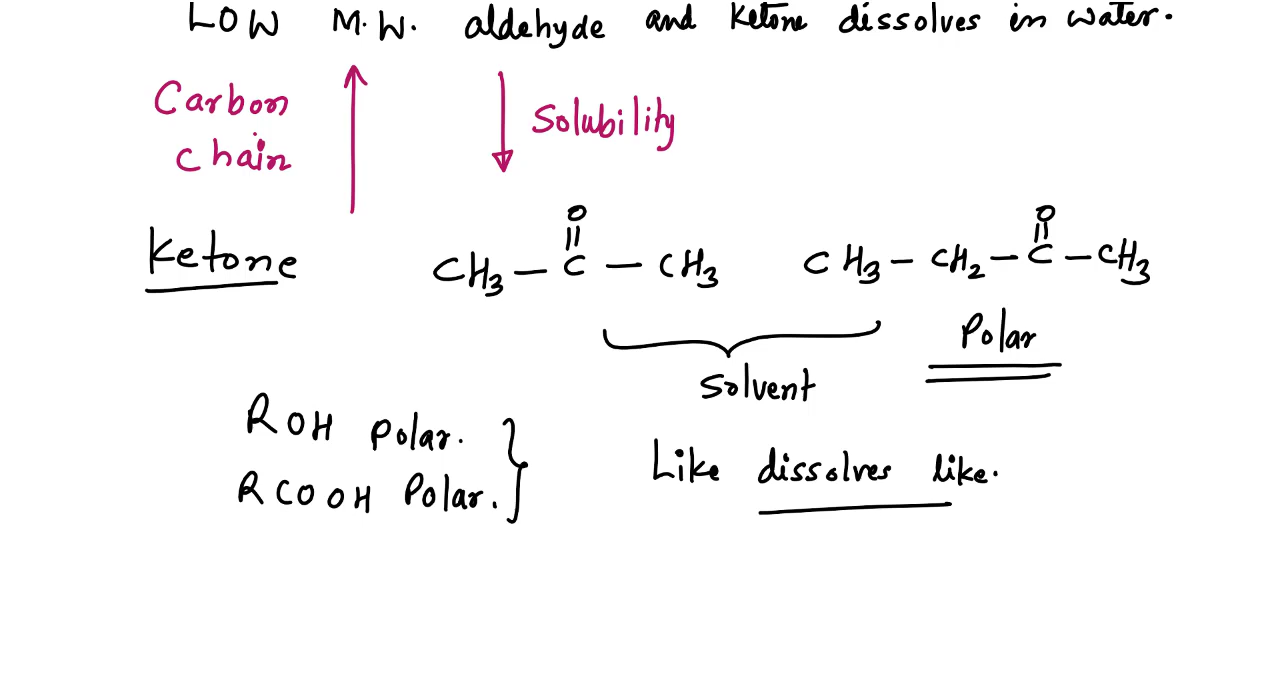 LOW M.W. aldehyde and Ketone dissolves in water.
Carbon chain ↑ ↓ Solubility
Ketone
O O
|| ||
CH3 — C — CH3 CH3 — CH2 — C — CH3
Polar
Solvent
ROH Polar.
RCOOH Polar.
Like dissolves like.